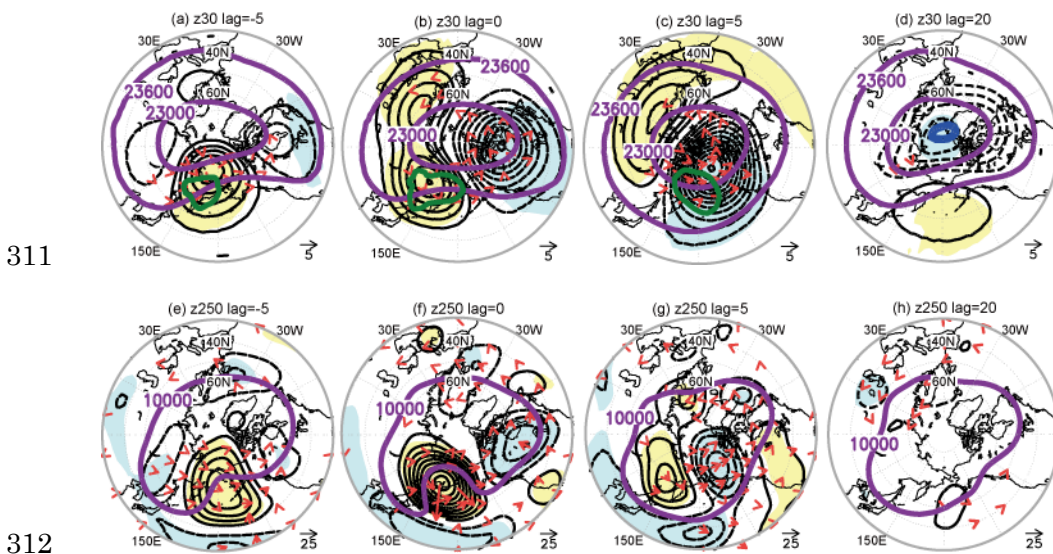 (a) z30 lag=-5 (b) z30 lag=0 (c) z30 lag=5 (d) z30 lag=20
30E 40N 30W 30E 40N 30W 30E 40N 30W 30E 40N 30W
23600 60N 23600 60N 23600 60N 23600 60N
23000 23000 23000 23000
150E 5 150E 5 150E 5 150E 5
311
(e) z250 lag=-5 (f) z250 lag=0 (g) z250 lag=5 (h) z250 lag=20
30E 40N 30W 30E 40N 30W 30E 40N 30W 30E 40N 30W
60N 60N 60N 60N
10000 10000 10000 10000
150E 25 150E 25 150E 25 150E 25
312